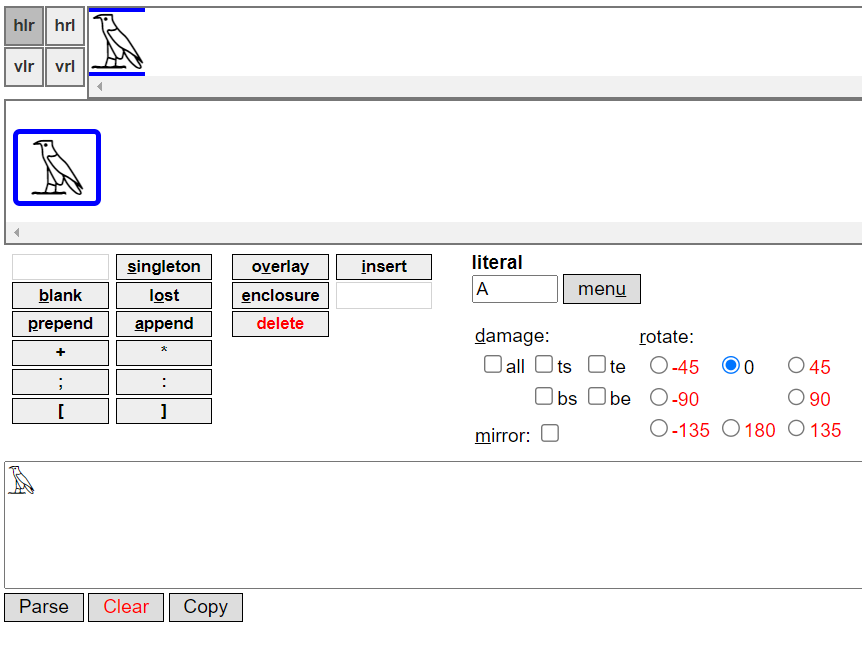 hlr hrl 𓄿
vlr vrl
𓄿
singleton overlay insert literal
blank lost enclosure A menu
prepend append delete
+ * damage: rotate:
; : all ts te -45 0 45
[ ] bs be -90 90
mirror: -135 180 135
𓄿
Parse Clear Copy